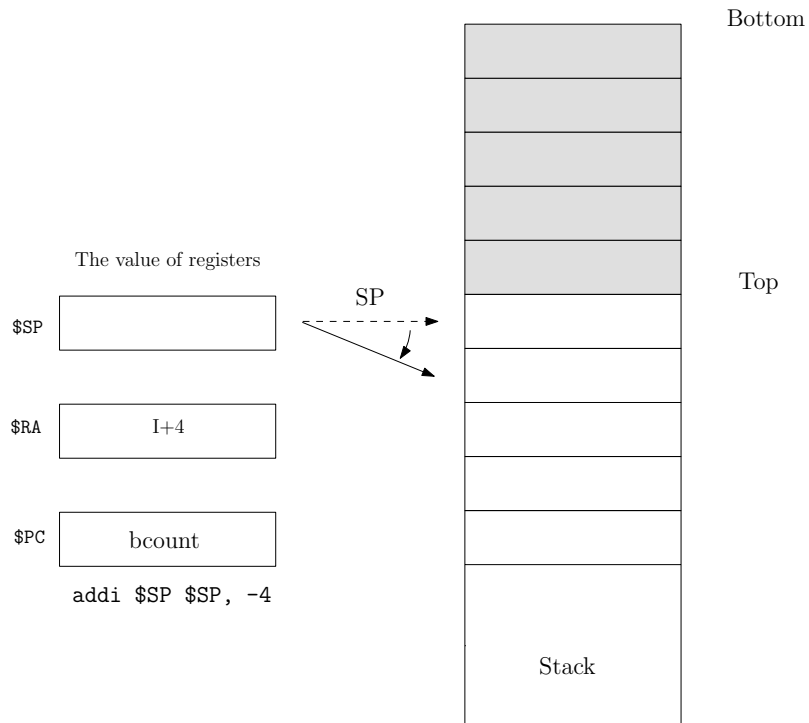 Bottom
The value of registers
SP
Top
$SP
$RA
I+4
$PC
bcount
addi $SP $SP, -4
Stack